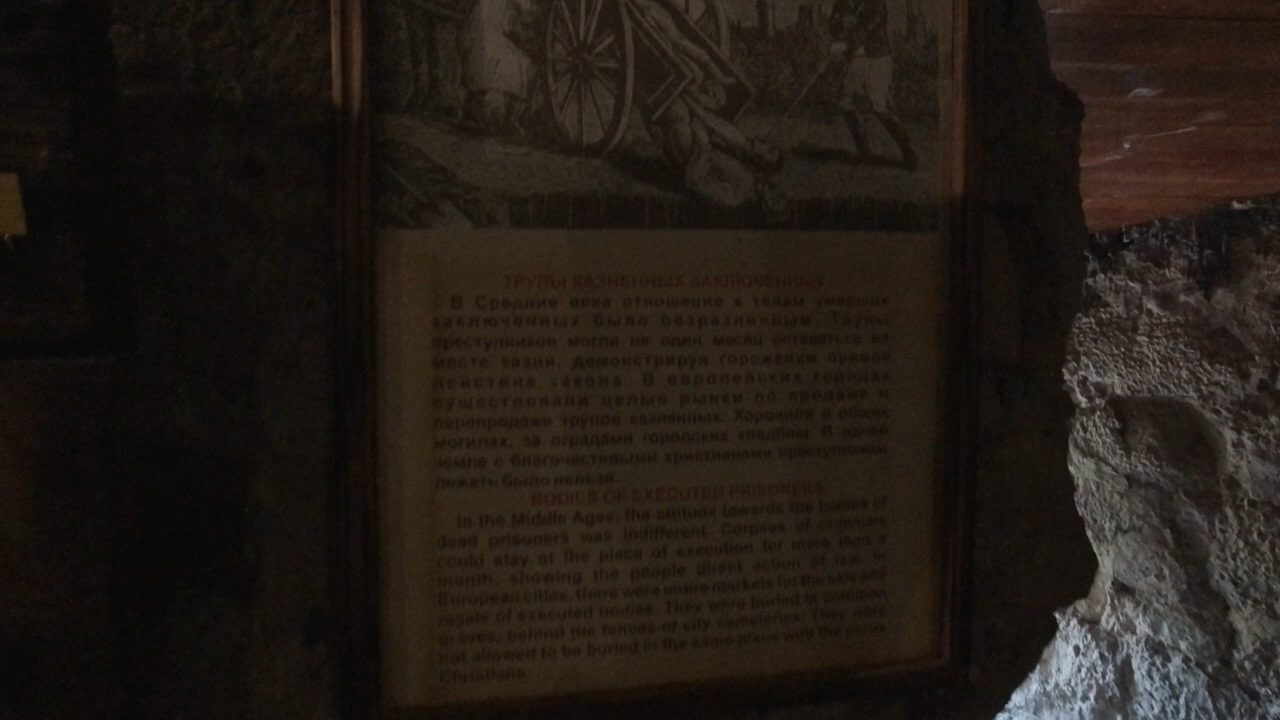 ТРУПЫ КАЗНЕННЫХ ЗАКЛЮЧЕННЫХ
В Средние века отношение к телам умерших
заключенных было безразличным. Трупы
преступников могли не один месяц оставаться на
месте казни, демонстрируя горожанам прямое
действие закона. В европейских городах
существовали целые рынки по продаже и
перепродаже трупов казненных. Хоронили в общих
могилах, за оградами городских кладбищ. В одной
земле с благочестивыми христианами преступникам
лежать было нельзя.
BODIES OF EXECUTED PRISONERS
In the Middle Ages, the attitude towards the bodies of
dead prisoners was indifferent. Corpses of criminals
could stay at the place of execution for more than a
month, showing the people direct action of law. In
European cities, there were entire markets for the sale and
resale of executed bodies. They were buried in common
graves, behind the fences of city cemeteries. They were
not allowed to be buried in the same place with the pious
Christians.